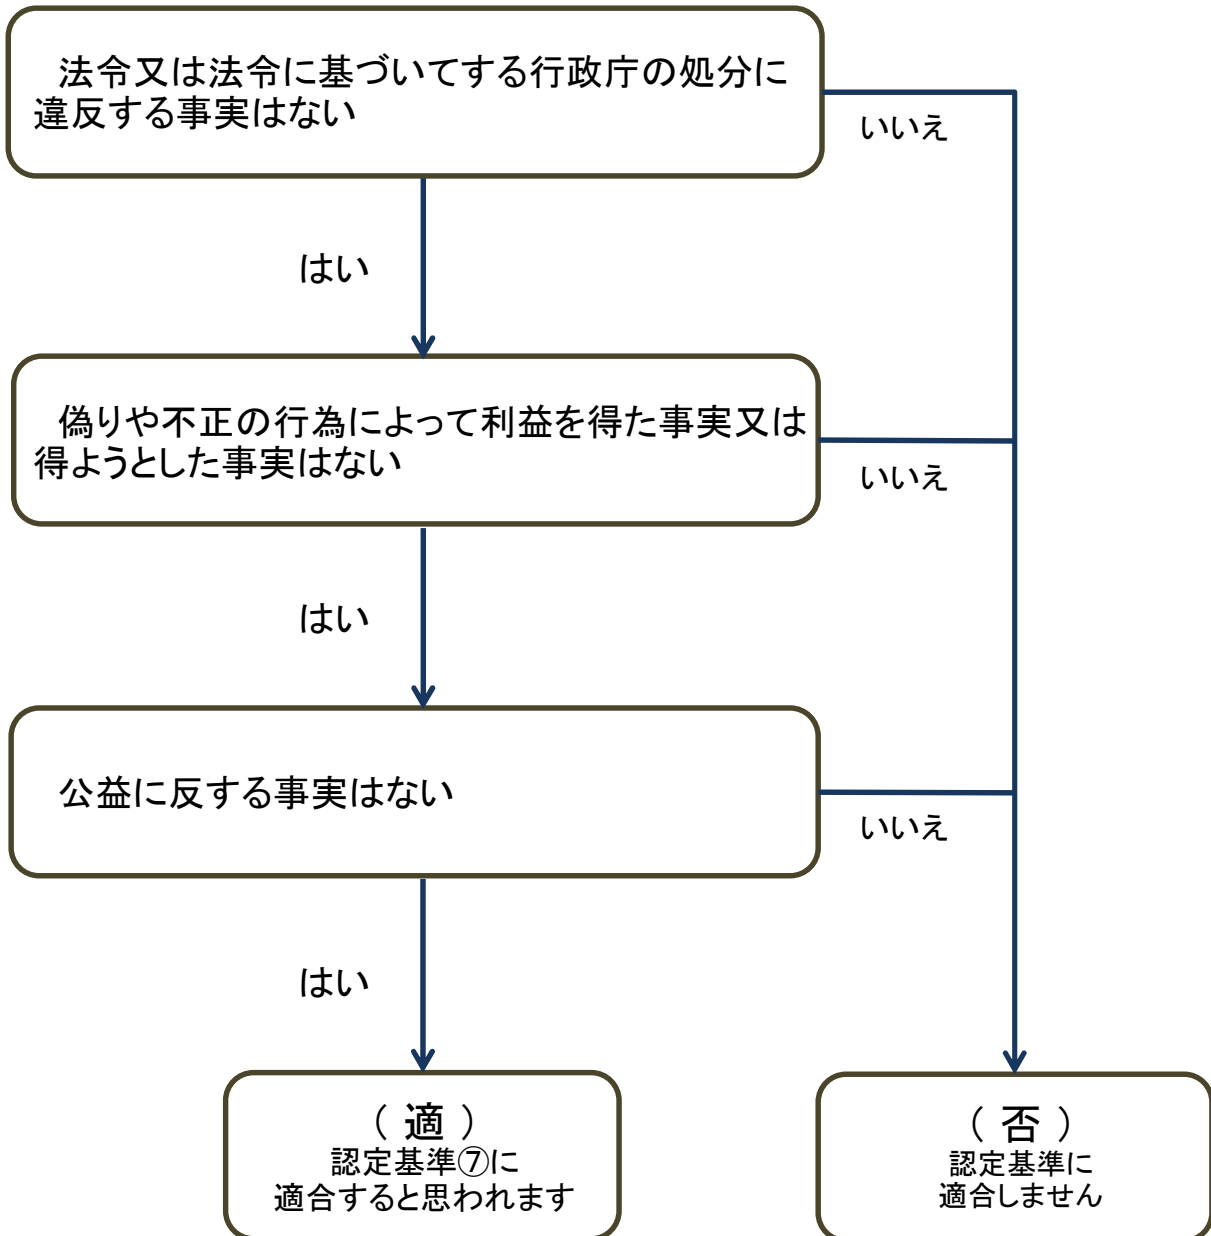 法令又は法令に基づいてする行政庁の処分に
違反する事実はない
いいえ
はい
偽りや不正の行為によって利益を得た事実又は
得ようとした事実はない
いいえ
はい
公益に反する事実はない
いいえ
はい
（ 適 ）
認定基準⑦に
適合すると思われます
（ 否 ）
認定基準に
適合しません